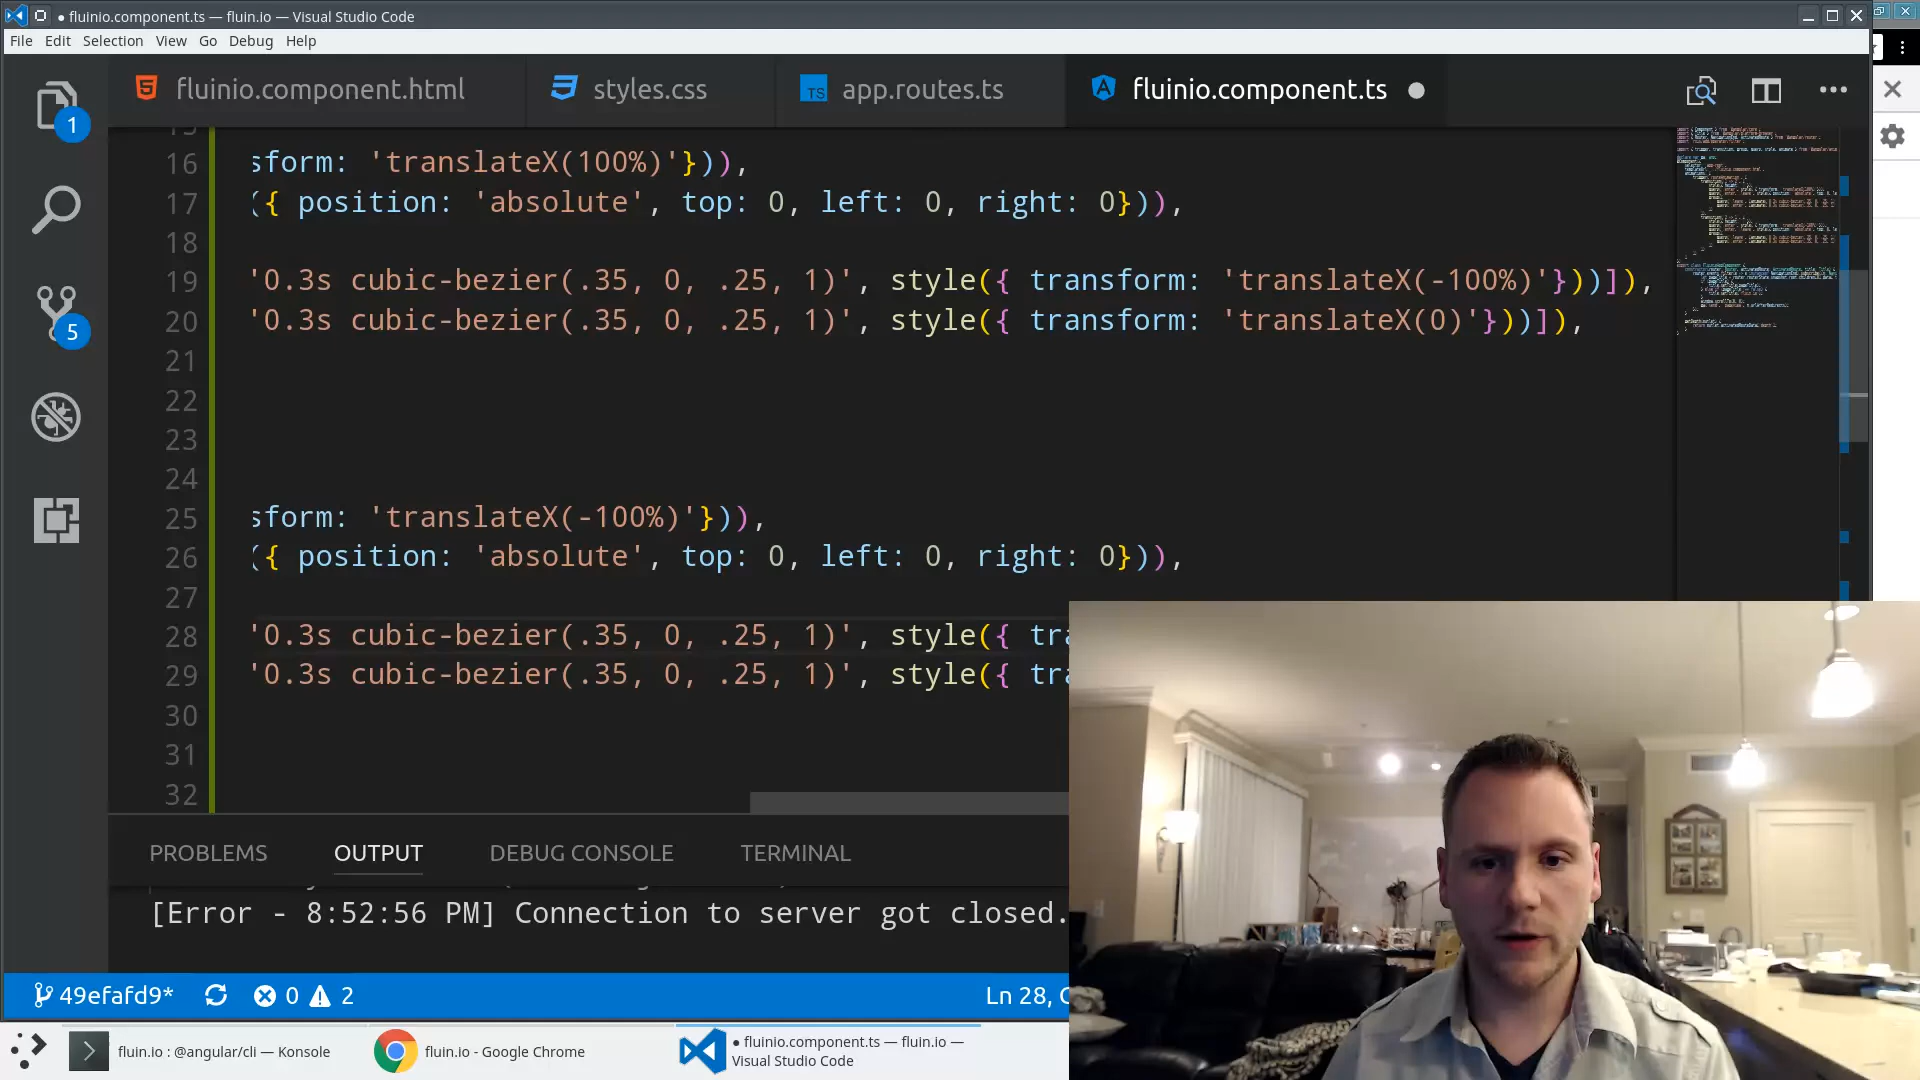 ● fluinio.component.ts — fluin.io — Visual Studio Code
File Edit Selection View Go Debug Help
fluinio.component.html styles.css app.routes.ts fluinio.component.ts ●
1
5
15
16 sform: 'translateX(100%)'})),
17 ({ position: 'absolute', top: 0, left: 0, right: 0})),
18
19 '0.3s cubic-bezier(.35, 0, .25, 1)', style({ transform: 'translateX(-100%)'}))]),
20 '0.3s cubic-bezier(.35, 0, .25, 1)', style({ transform: 'translateX(0)'}))]),
21
22
23
24
25 sform: 'translateX(-100%)'})),
26 ({ position: 'absolute', top: 0, left: 0, right: 0})),
27
28 '0.3s cubic-bezier(.35, 0, .25, 1)', style({ tra
29 '0.3s cubic-bezier(.35, 0, .25, 1)', style({ tra
30
31
32
PROBLEMS OUTPUT DEBUG CONSOLE TERMINAL
[Error - 8:52:56 PM] Connection to server got closed.
49efafd9* 0 2 Ln 28, C
fluin.io : @angular/cli — Konsole
fluin.io - Google Chrome
● fluinio.component.ts — fluin.io —
Visual Studio Code